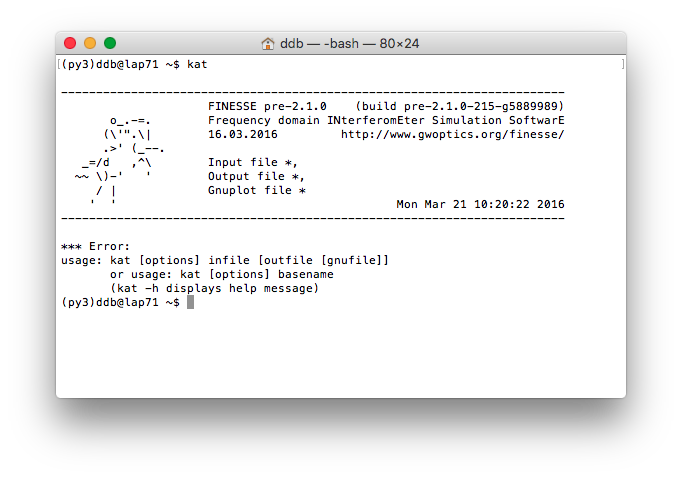 ddb — -bash — 80×24
[(py3)ddb@lap71 ~$ kat ]
--------------------------------------------------------------------------------
FINESSE pre-2.1.0    (build pre-2.1.0-215-g5889989)
o_.-=.        Frequency domain INterferomEter Simulation SoftwarE
(\'".\|        16.03.2016         http://www.gwoptics.org/finesse/
.>' (_--.
_=/d   ,^\        Input file *,
~~ \)-'   '        Output file *,
/ |             Gnuplot file *
'  '                                        Mon Mar 21 10:20:22 2016
--------------------------------------------------------------------------------
*** Error:
usage: kat [options] infile [outfile [gnufile]]
or usage: kat [options] basename
(kat -h displays help message)
(py3)ddb@lap71 ~$